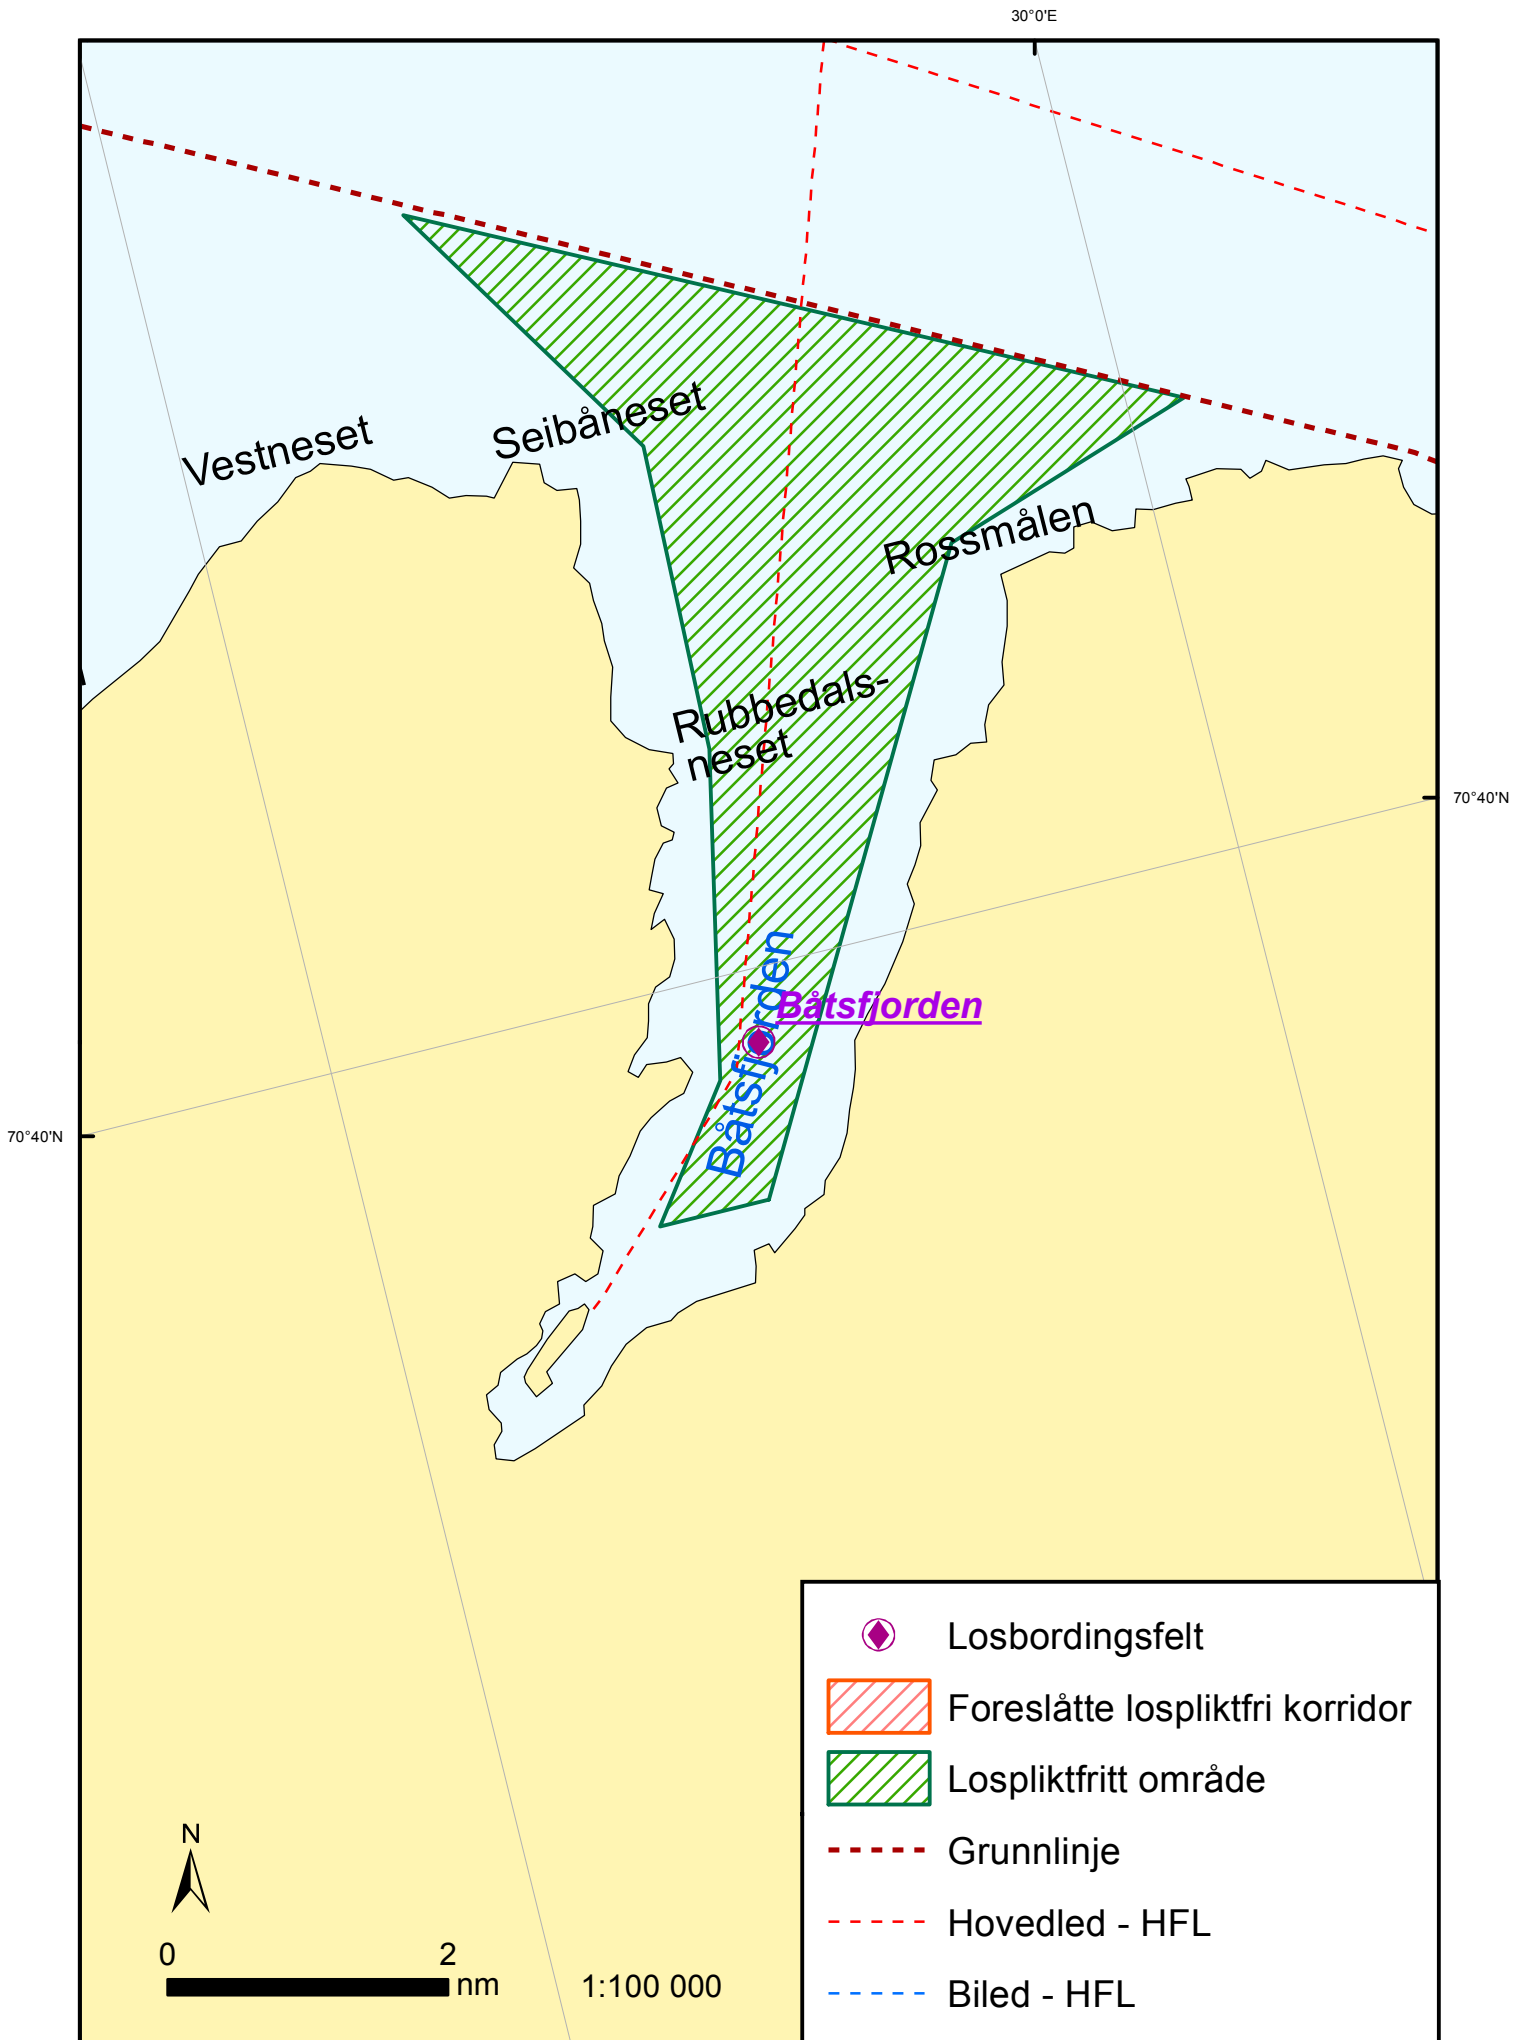 30°0'E
Seibåneset
Vestneset
Rossmålen
Rubbedals-
neset
70°40'N
Båtsfjorden
Båtsfjorden
70°40'N
Losbordingsfelt
Foreslåtte lospliktfri korridor
Lospliktfritt område
Grunnlinje
Hovedled - HFL
Biled - HFL
N
0 2
nm
1:100 000